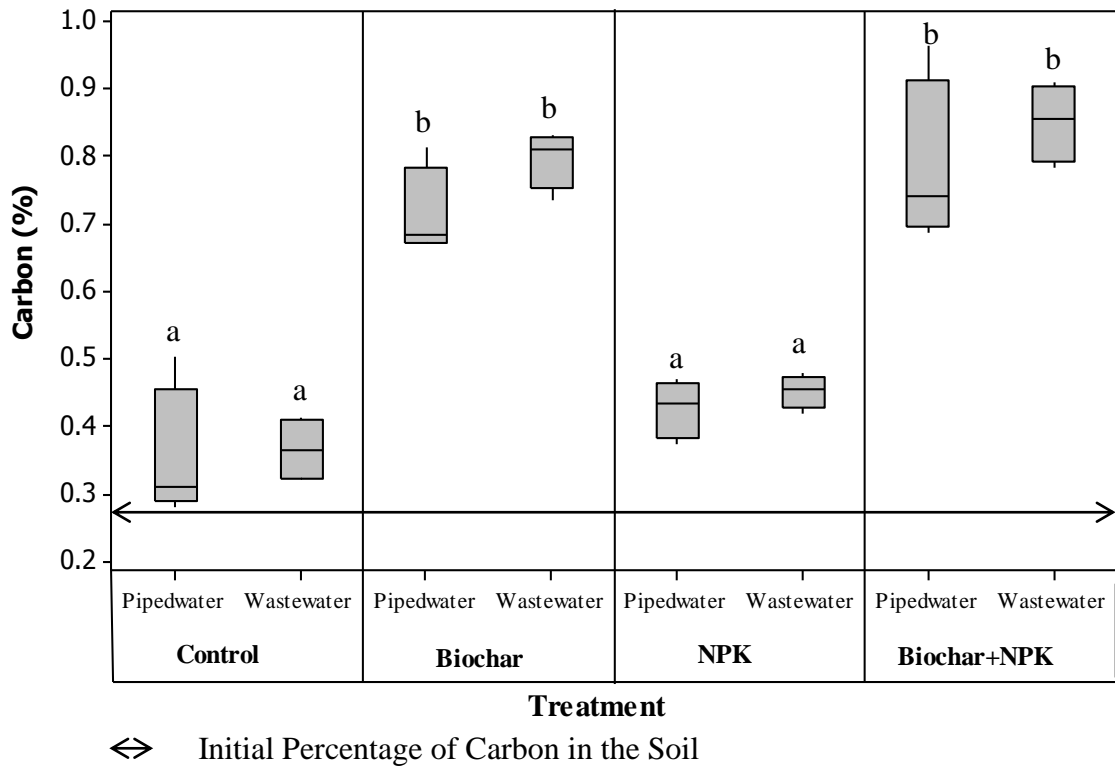 Carbon (%)
1.0
0.9
0.8
0.7
0.6
0.5
0.4
0.3
0.2
a
a
b
b
a
a
b
b
Pipedwater Wastewater Pipedwater Wastewater Pipedwater Wastewater Pipedwater Wastewater
Control Biochar NPK Biochar+NPK
Treatment
Initial Percentage of Carbon in the Soil